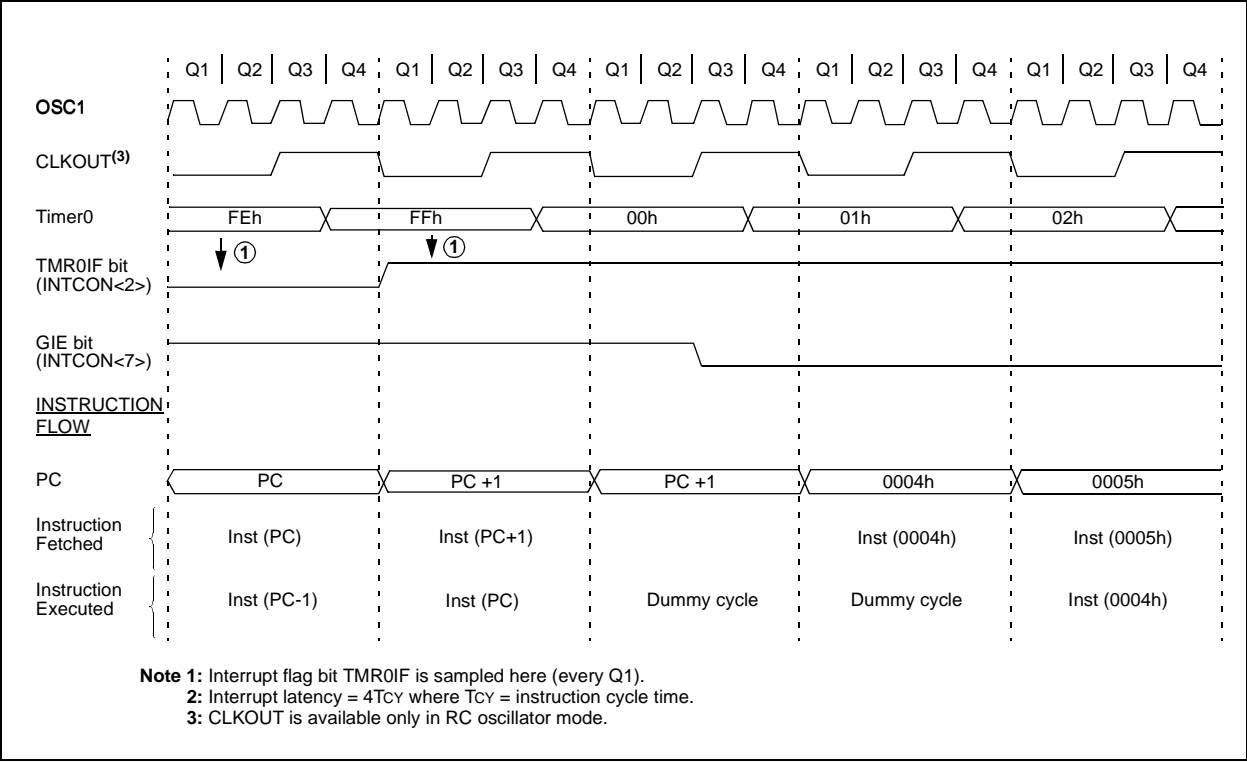 Q1 Q2 Q3 Q4 Q1 Q2 Q3 Q4 Q1 Q2 Q3 Q4 Q1 Q2 Q3 Q4 Q1 Q2 Q3 Q4
OSC1
CLKOUT(3)
Timer0 FEh FFh 00h 01h 02h
1 1
TMR0IF bit
(INTCON<2>)
GIE bit
(INTCON<7>)
INSTRUCTION
FLOW
PC PC PC +1 PC +1 0004h 0005h
Instruction
Fetched
Inst (PC) Inst (PC+1) Inst (0004h) Inst (0005h)
Instruction
Executed
Inst (PC-1) Inst (PC) Dummy cycle Dummy cycle Inst (0004h)
Note 1: Interrupt flag bit TMR0IF is sampled here (every Q1).
2: Interrupt latency = 4TCY where TCY = instruction cycle time.
3: CLKOUT is available only in RC oscillator mode.